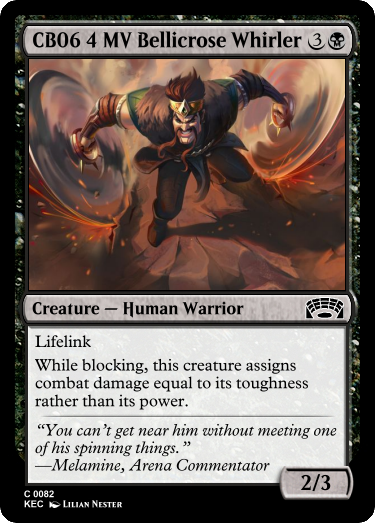 CB06 4 MV Bellicrose Whirler 3
Creature — Human Warrior
Lifelink
While blocking, this creature assigns
combat damage equal to its toughness
rather than its power.
“You can't get near him without meeting one
of his spinning things.”
—Melamine, Arena Commentator
2/3
C 0082
KEC Lilian Nester